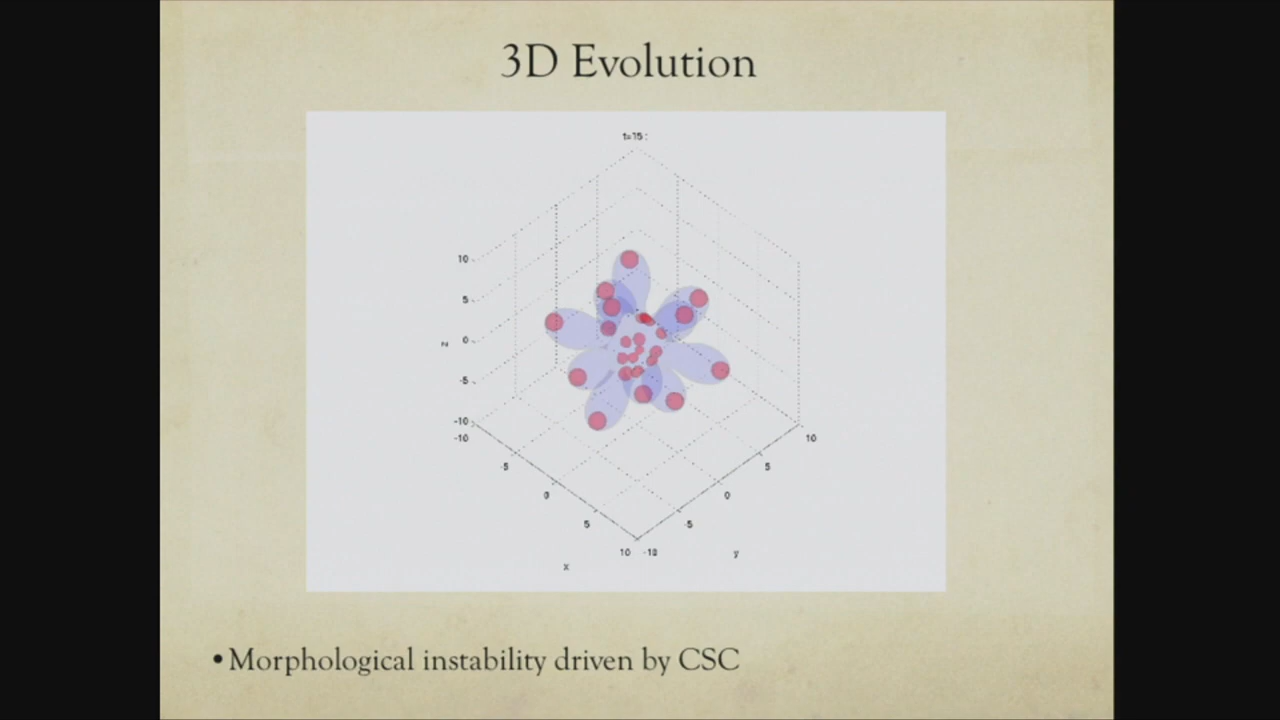 3D Evolution
t=15 :
10
5
0
-5
-10
z
-10
-5
0
5
10
x
-10
-5
0
5
10
y
• Morphological instability driven by CSC